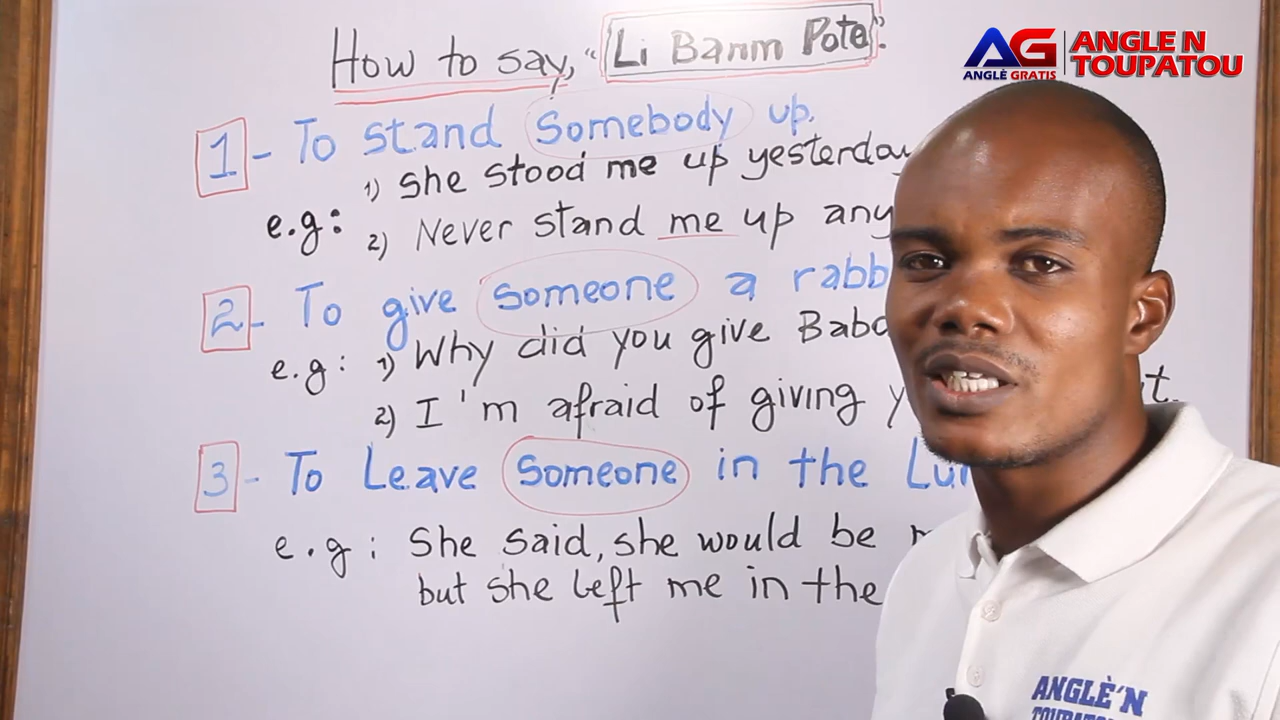 How to say, "Li Banm Pote".
1 - To stand somebody up.
e.g: 1) She stood me up yesterday
2) Never stand me up any
2 - To give someone a rabb
e.g: 1) Why did you give Bab
2) I'm afraid of giving y t.
3 - To Leave someone in the Lur
e.g: She said, she would be
but she left me in the
AG ANGLÈ GRATIS
ANGLE N
TOUPATOU
ANGLÈ'N
TOUPATOU